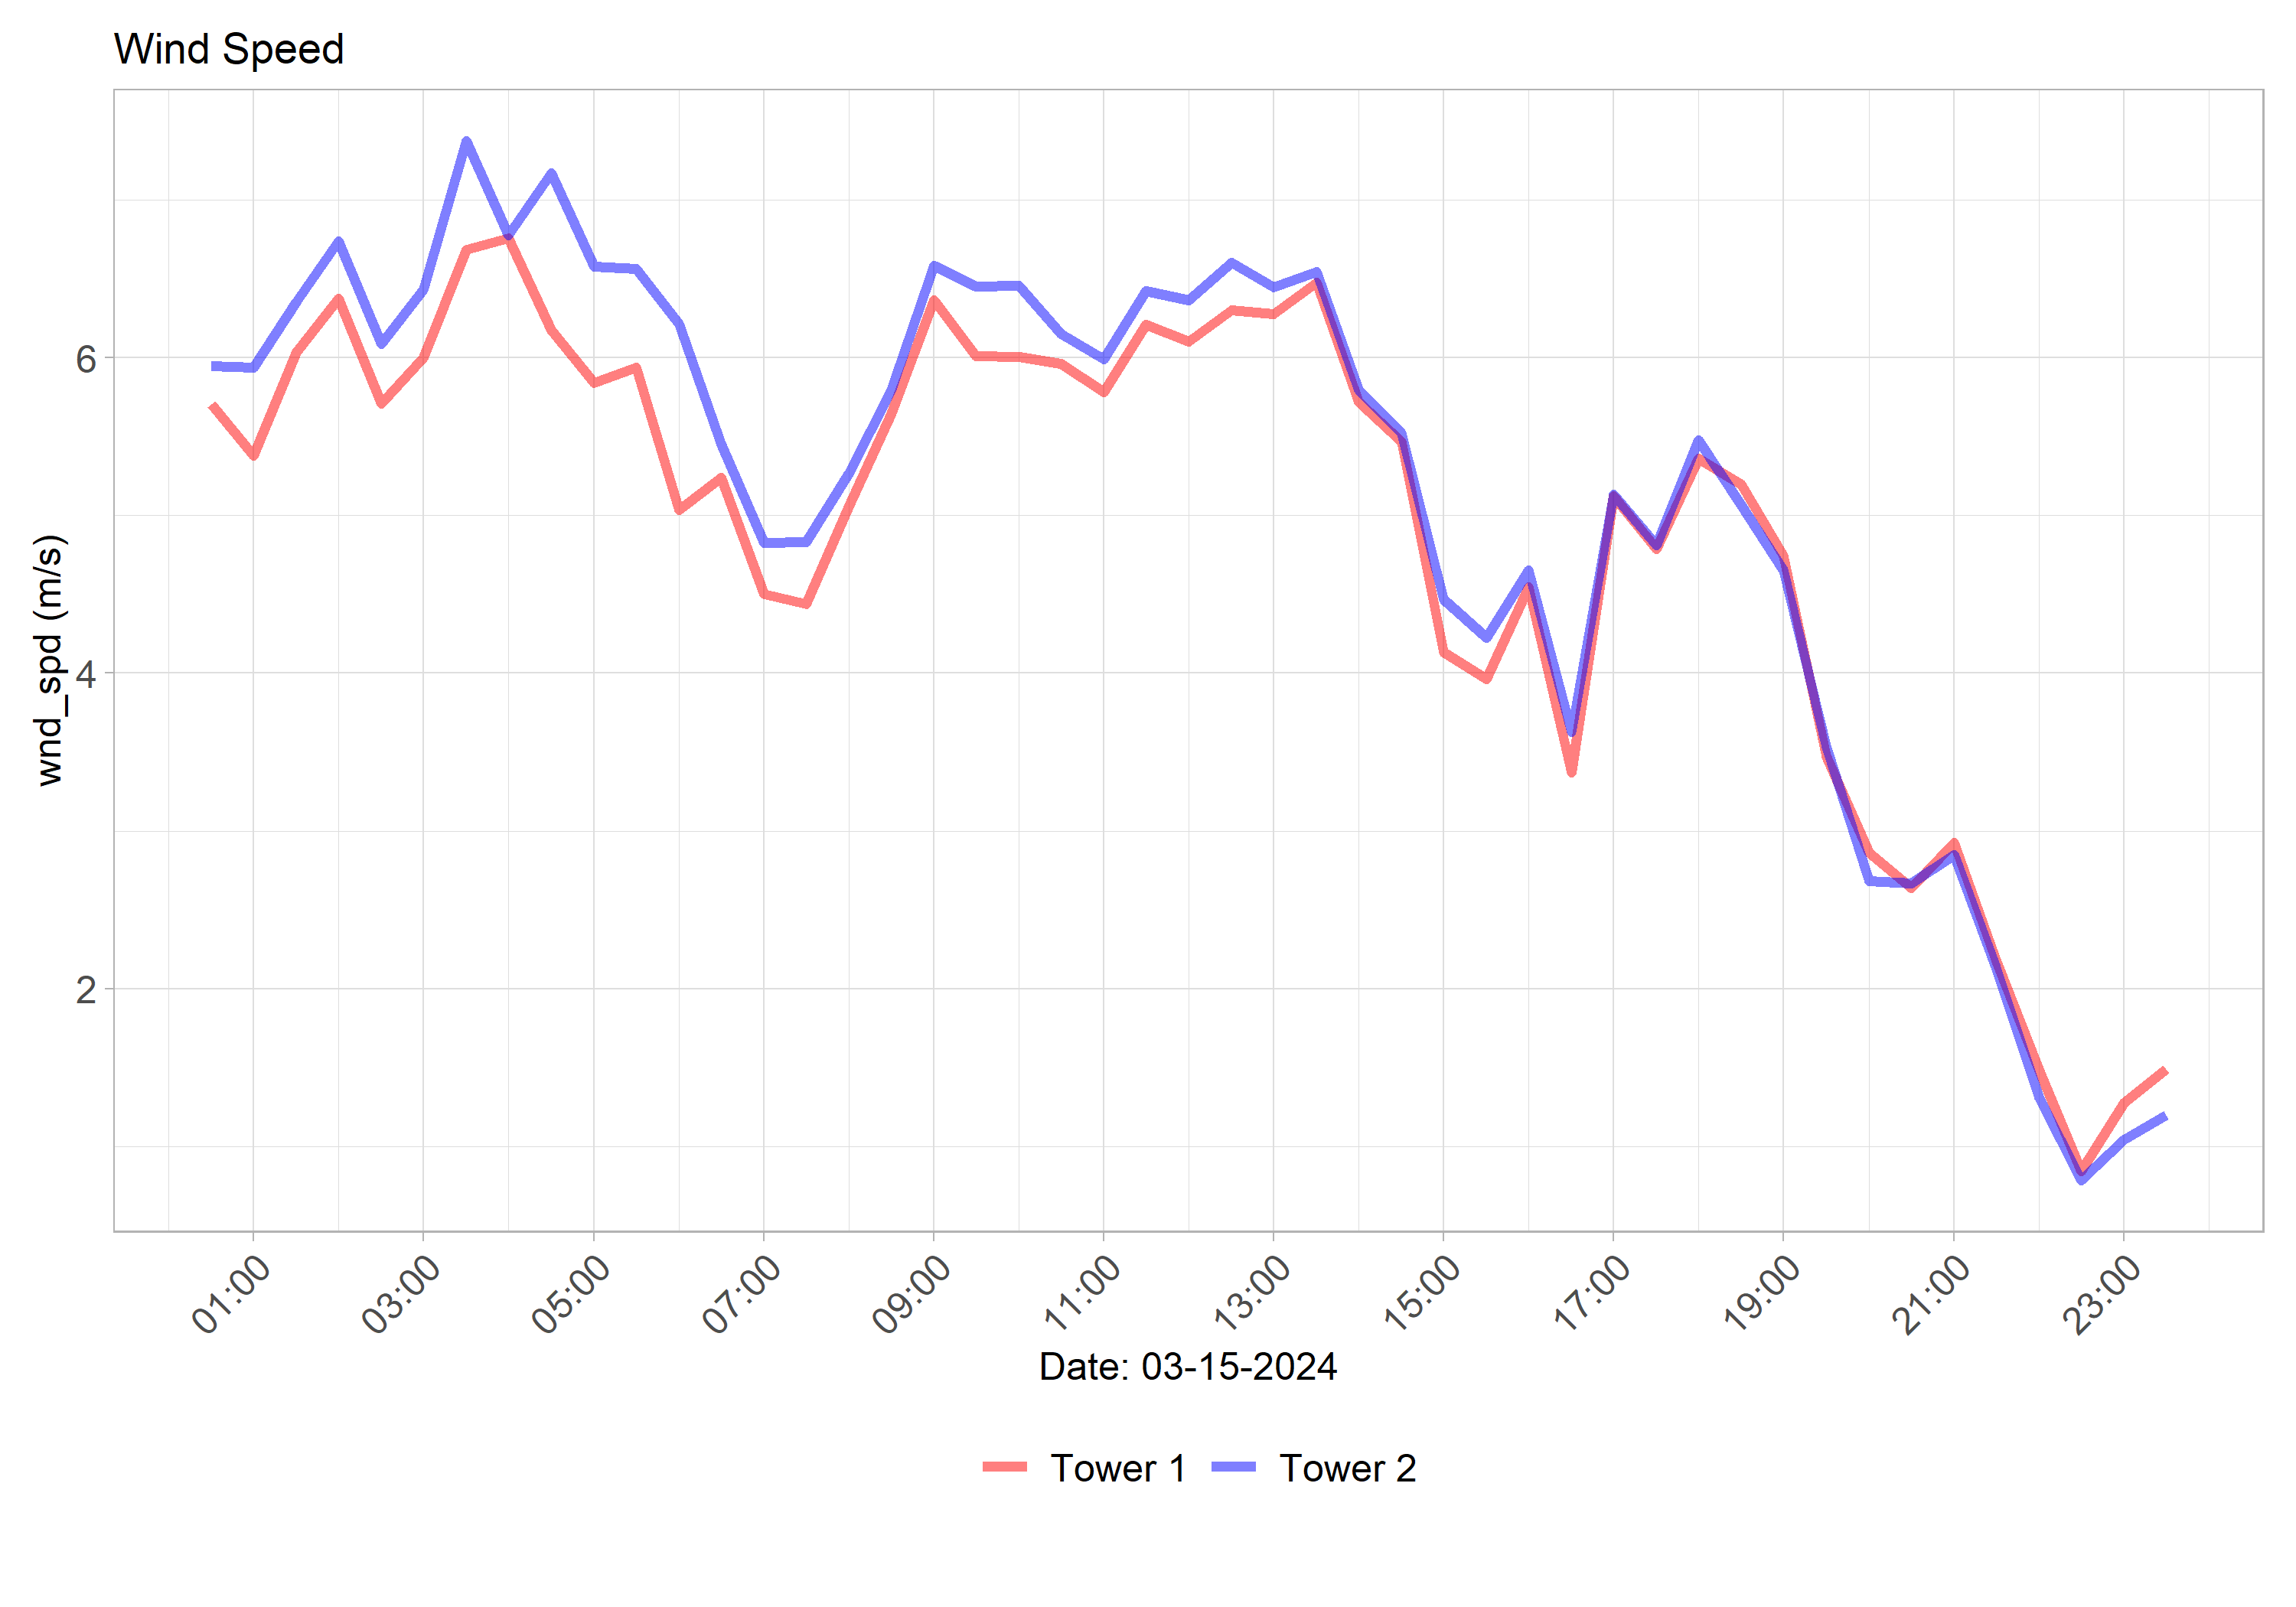 Wind Speed
wnd_spd (m/s)
6
4
2
01:00 03:00 05:00 07:00 09:00 11:00 13:00 15:00 17:00 19:00 21:00 23:00
Date: 03-15-2024
Tower 1 Tower 2